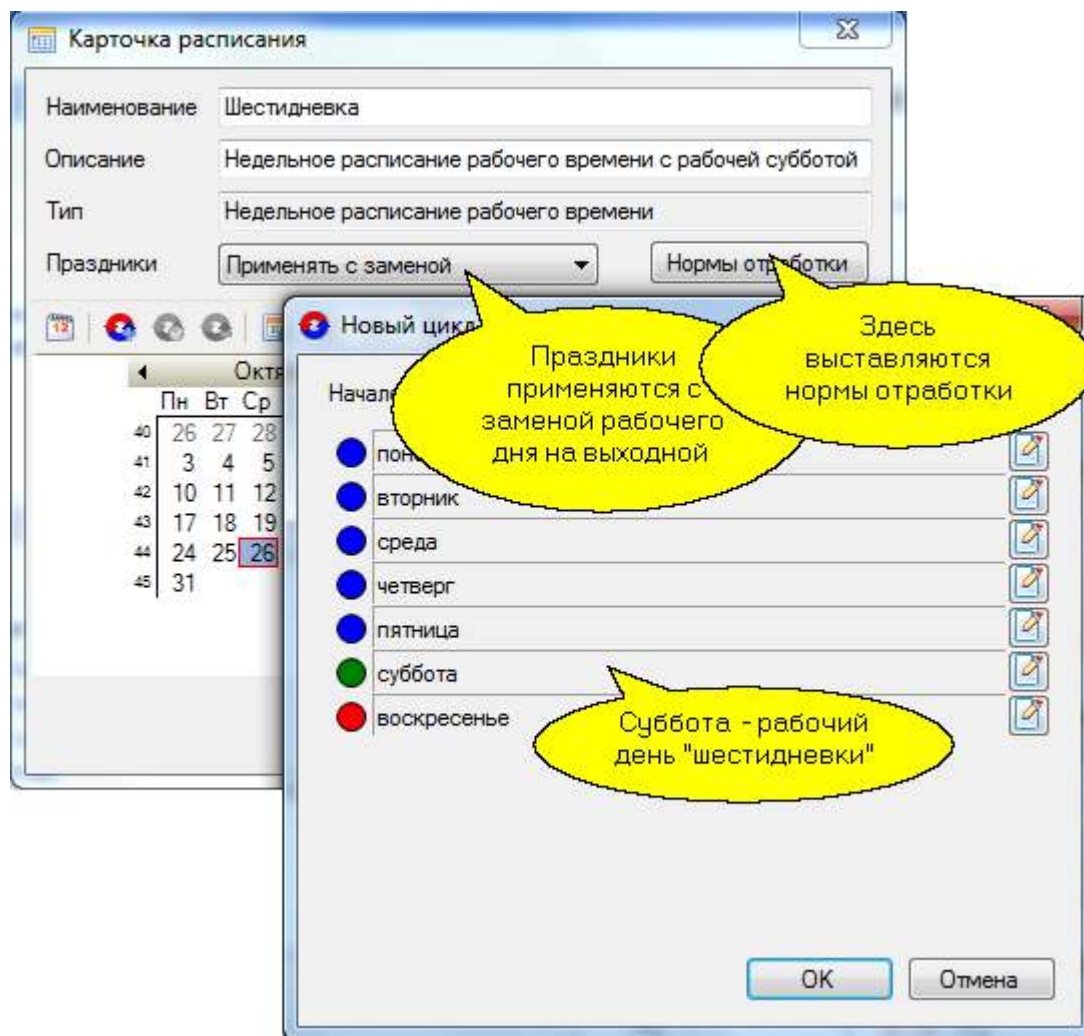 Карточка расписания
Наименование Шестидневка
Описание Недельное расписание рабочего времени с рабочей субботой
Тип Недельное расписание рабочего времени
Праздники Применять с заменой Нормы отработки
12
Новый цикл
Здесь
выставляются
нормы отработки
Праздники
применяются с
заменой рабочего
дня на выходной
Пн Вт Ср
40 26 27 28
41 3 4 5
42 10 11 12
43 17 18 19
44 24 25 26
45 31
вторник
среда
четверг
пятница
суббота
воскресенье
Суббота - рабочий
день "шестидневки"
OK Отмена